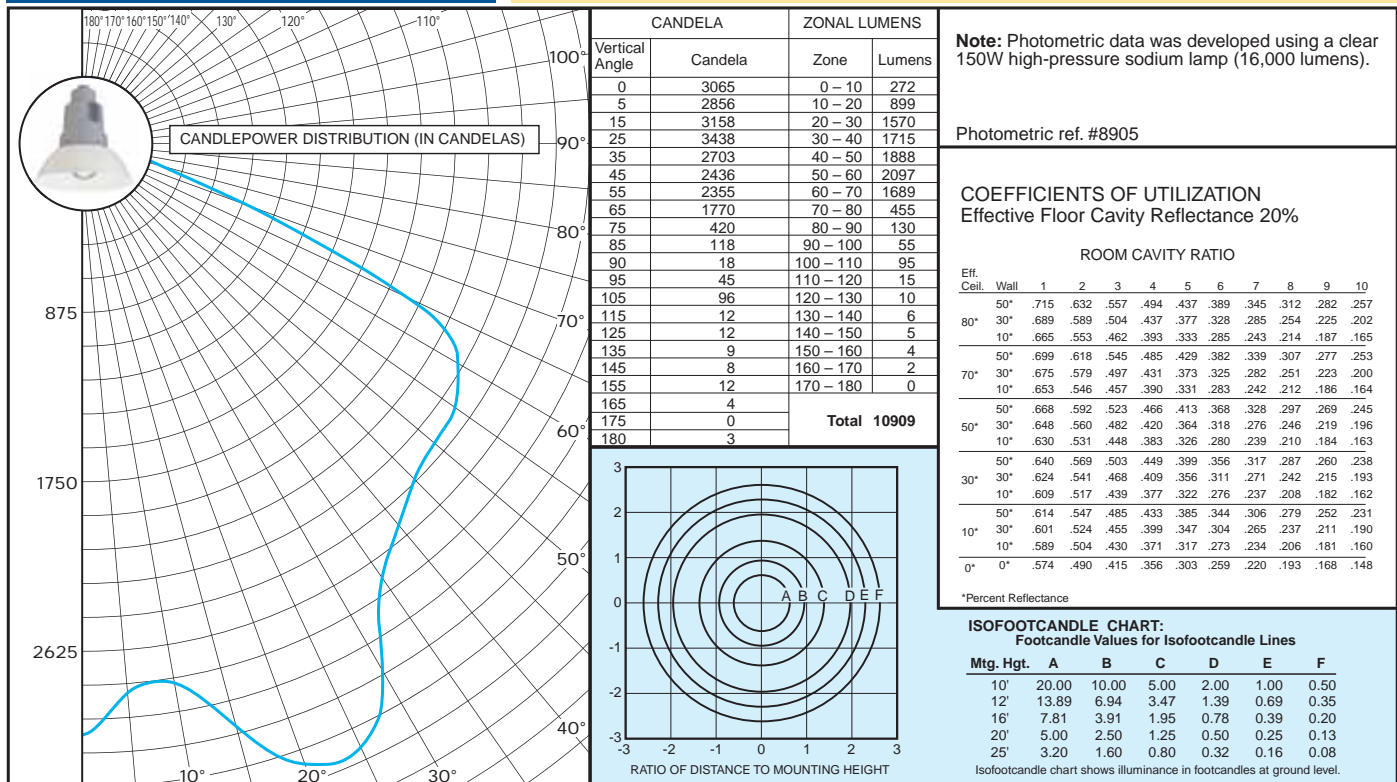 180° 170° 160° 150° 140° 130° 120° 110°
100°
90°
80°
70°
60°
50°
40°
30°
20°
10°
875
1750
2625
CANDLEPOWER DISTRIBUTION (IN CANDELAS)
CANDELA ZONAL LUMENS
Vertical Angle Candela Zone Lumens
0 3065 0 – 10 272
5 2856 10 – 20 899
15 3158 20 – 30 1570
25 3438 30 – 40 1715
35 2703 40 – 50 1888
45 2436 50 – 60 2097
55 2355 60 – 70 1689
65 1770 70 – 80 455
75 420 80 – 90 130
85 118 90 – 100 55
90 18 100 – 110 95
95 45 110 – 120 15
105 96 120 – 130 10
115 12 130 – 140 6
125 12 140 – 150 5
135 9 150 – 160 4
145 8 160 – 170 2
155 12 170 – 180 0
165 4
175 0 Total 10909
180 3
3
2
1
0
-1
-2
-3
A B C D E F
-3 -2 -1 0 1 2 3
RATIO OF DISTANCE TO MOUNTING HEIGHT
Note: Photometric data was developed using a clear
150W high-pressure sodium lamp (16,000 lumens).
Photometric ref. #8905
COEFFICIENTS OF UTILIZATION
Effective Floor Cavity Reflectance 20%
ROOM CAVITY RATIO
Eff. Ceil. Wall 1 2 3 4 5 6 7 8 9 10
50* .715 .632 .557 .494 .437 .389 .345 .312 .282 .257
80* 30* .689 .589 .504 .437 .377 .328 .285 .254 .225 .202
10* .665 .553 .462 .393 .333 .285 .243 .214 .187 .165
50* .699 .618 .545 .485 .429 .382 .339 .307 .277 .253
70* 30* .675 .579 .497 .431 .373 .325 .282 .251 .223 .200
10* .653 .546 .457 .390 .331 .283 .242 .212 .186 .164
50* .668 .592 .523 .466 .413 .368 .328 .297 .269 .245
50* 30* .648 .560 .482 .420 .364 .318 .276 .246 .219 .196
10* .630 .531 .448 .383 .326 .280 .239 .210 .184 .163
50* .640 .569 .503 .449 .399 .356 .317 .287 .260 .238
30* 30* .624 .541 .468 .409 .356 .311 .271 .242 .215 .193
10* .609 .517 .439 .377 .322 .276 .237 .208 .182 .162
50* .614 .547 .485 .433 .385 .344 .306 .279 .252 .231
10* 30* .601 .524 .455 .399 .347 .304 .265 .237 .211 .190
10* .589 .504 .430 .371 .317 .273 .234 .206 .181 .160
0* 0* .574 .490 .415 .356 .303 .259 .220 .193 .168 .148
*Percent Reflectance
ISOFOOTCANDLE CHART:
Footcandle Values for Isofootcandle Lines
Mtg. Hgt. A B C D E F
10' 20.00 10.00 5.00 2.00 1.00 0.50
12' 13.89 6.94 3.47 1.39 0.69 0.35
16' 7.81 3.91 1.95 0.78 0.39 0.20
20' 5.00 2.50 1.25 0.50 0.25 0.13
25' 3.20 1.60 0.80 0.32 0.16 0.08
Isofootcandle chart shows illuminance in footcandles at ground level.